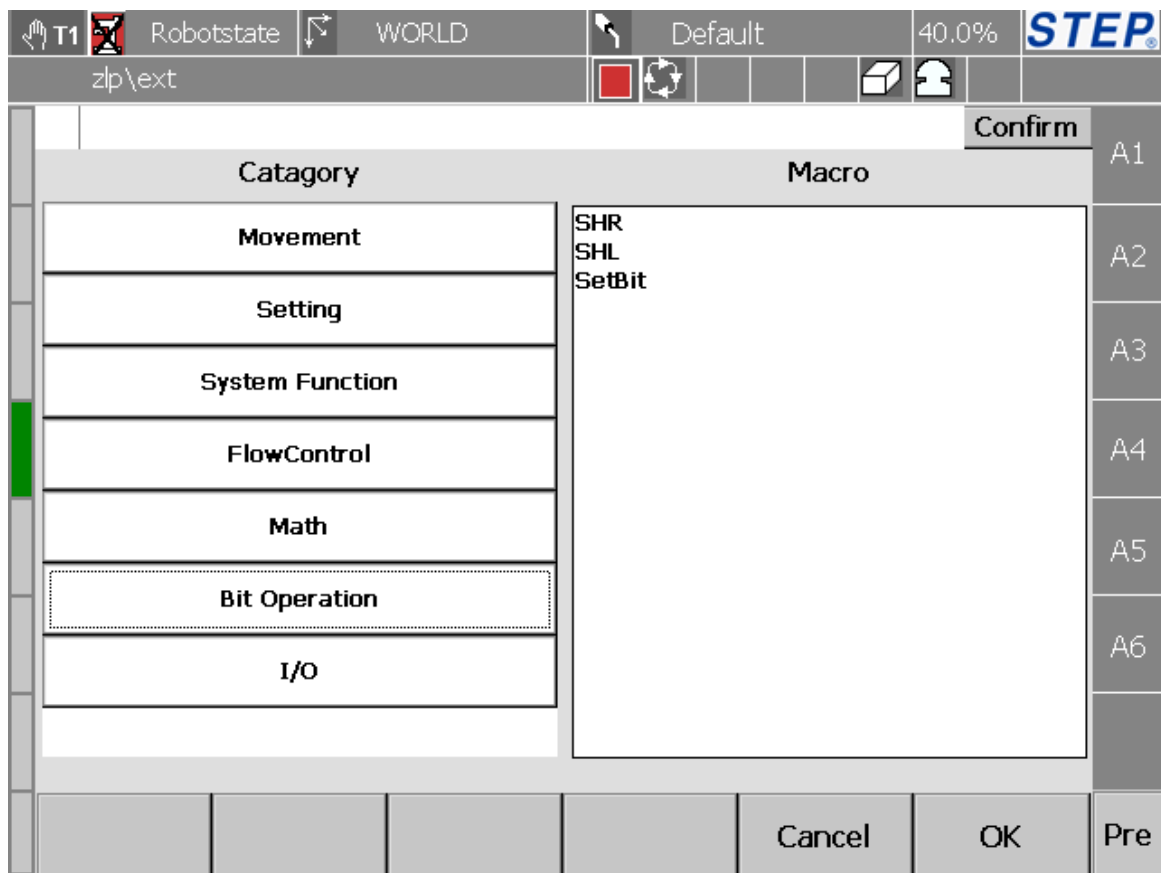 T1 Robotstate WORLD Default 40.0% STEP®
zlp\ext
Confirm
Catagory Macro
Movement
Setting
System Function
FlowControl
Math
Bit Operation
I/O
SHR
SHL
SetBit
A1
A2
A3
A4
A5
A6
Cancel OK Pre